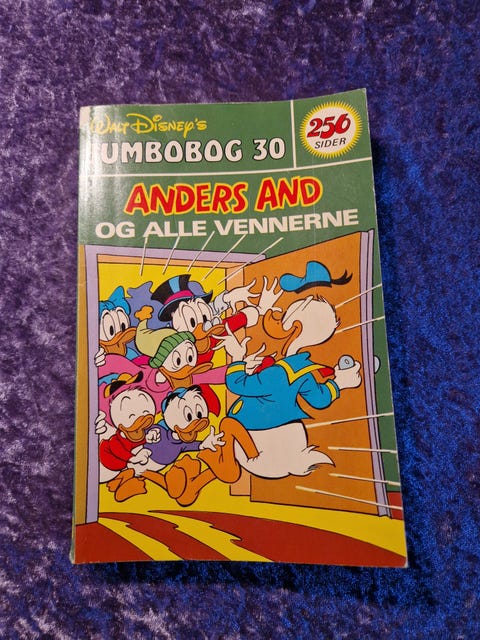 Walt Disney's
JUMBOBOG 30
256
SIDER
ANDERS AND
OG ALLE VENNERNE